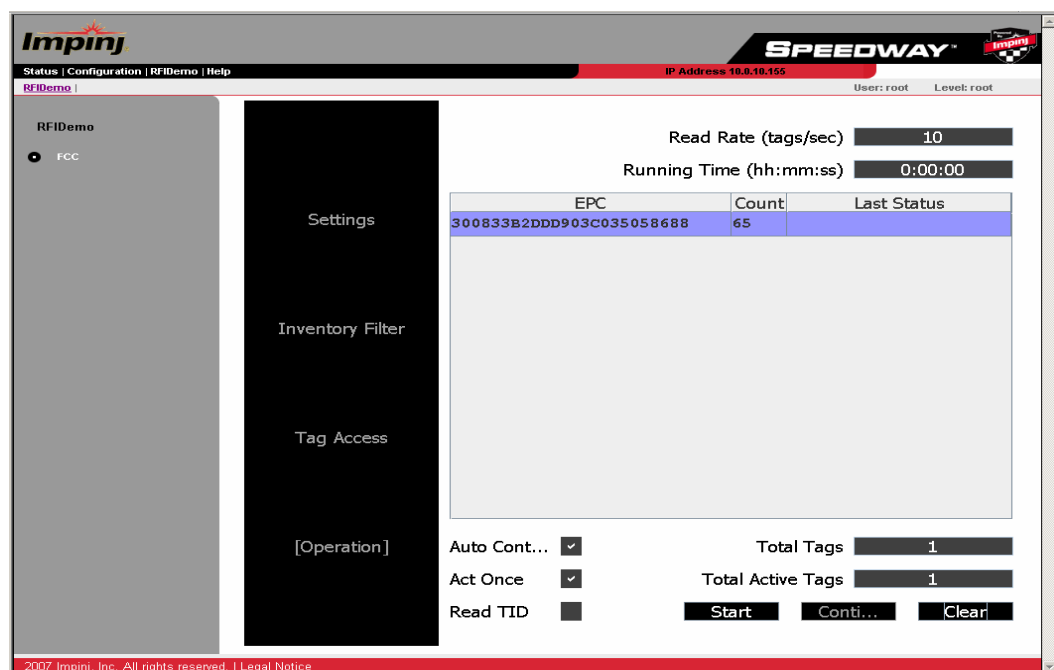 Impinj
SPEEDWAY™
Impinj
Status | Configuration | RFIDemo | Help
IP Address 10.0.10.155
RFIDemo |
User: root Level: root
RFIDemo
FCC
Settings
Inventory Filter
Tag Access
[Operation]
Read Rate (tags/sec) 10
Running Time (hh:mm:ss) 0:00:00
EPC Count Last Status
300833B2DDD903C035058688 65
Auto Cont... Total Tags 1
Act Once Total Active Tags 1
Read TID Start Conti... Clear
2007 Impinj, Inc. All rights reserved. | Legal Notice